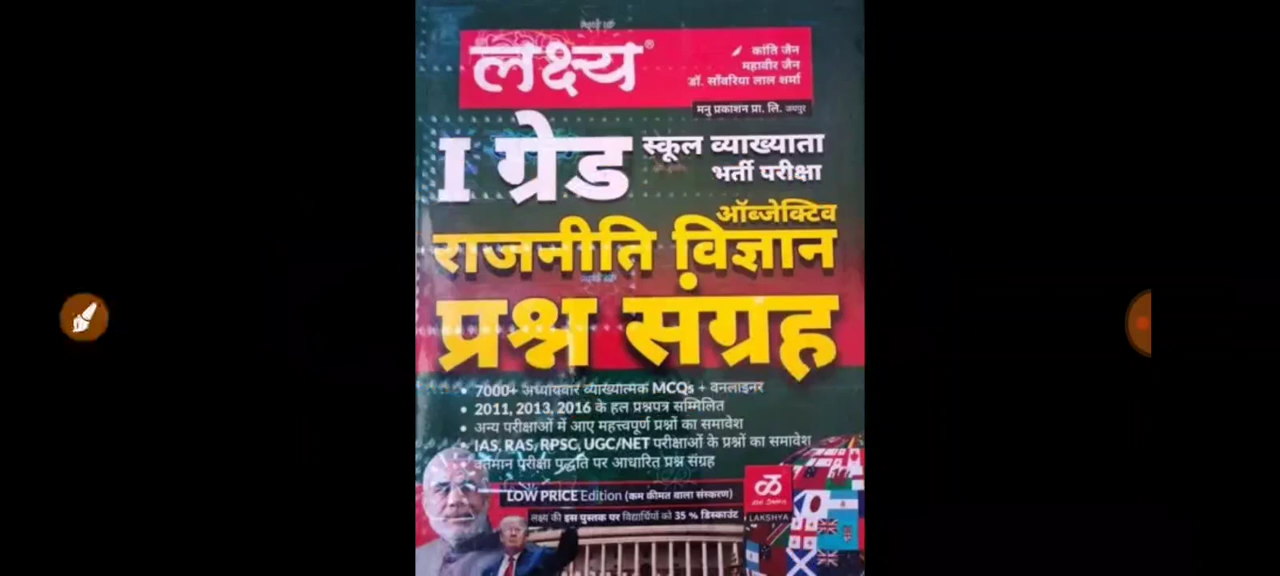 लक्ष्य®
कांति जैन
महावीर जैन
डॉ. साँवरिया लाल शर्मा
मनु प्रकाशन प्रा. लि. जयपुर
I ग्रेड स्कूल व्याख्याता
भर्ती परीक्षा
ऑब्जेक्टिव
राजनीति विज्ञान
प्रश्न संग्रह
• 7000+ अध्यायवार व्याख्यात्मक MCQs + वनलाइनर
• 2011, 2013, 2016 के हल प्रश्नपत्र सम्मिलित
• अन्य परीक्षाओं में आए महत्त्वपूर्ण प्रश्नों का समावेश
• IAS, RAS, RPSC, UGC/NET परीक्षाओं के प्रश्नों का समावेश
• वर्तमान परीक्षा पद्धति पर आधारित प्रश्न संग्रह
LOW PRICE Edition (कम कीमत वाला संस्करण)
लक्ष्य की इस पुस्तक पर विद्यार्थियों को 35 % डिस्काउंट
LAKSHYA